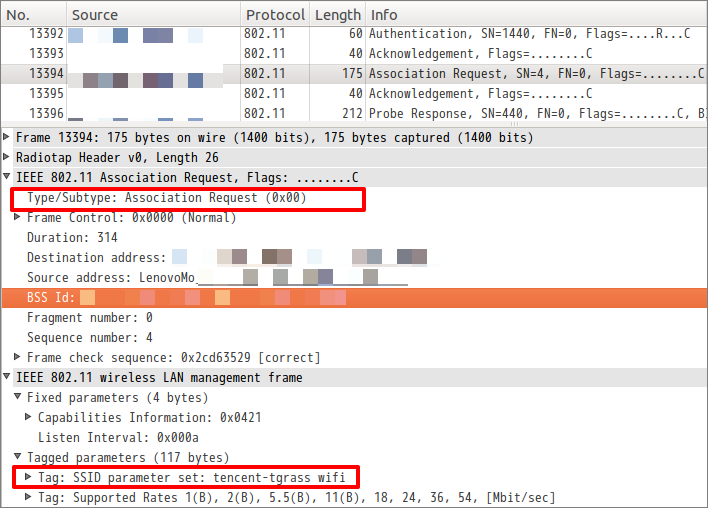 No. Source Protocol Length Info
13392 802.11 60 Authentication, SN=1440, FN=0, Flags=....R...C
13393 802.11 40 Acknowledgement, Flags=........C
13394 802.11 175 Association Request, SN=4, FN=0, Flags=........C
13395 802.11 40 Acknowledgement, Flags=........C
13396 802.11 212 Probe Response, SN=440, FN=0, Flags=........C, B
Frame 13394: 175 bytes on wire (1400 bits), 175 bytes captured (1400 bits)
Radiotap Header v0, Length 26
IEEE 802.11 Association Request, Flags: ........C
Type/Subtype: Association Request (0x00)
Frame Control: 0x0000 (Normal)
Duration: 314
Destination address:
Source address: LenovoMo_
BSS Id:
Fragment number: 0
Sequence number: 4
Frame check sequence: 0x2cd63529 [correct]
IEEE 802.11 wireless LAN management frame
Fixed parameters (4 bytes)
Capabilities Information: 0x0421
Listen Interval: 0x000a
Tagged parameters (117 bytes)
Tag: SSID parameter set: tencent-tgrass wifi
Tag: Supported Rates 1(B), 2(B), 5.5(B), 11(B), 18, 24, 36, 54, [Mbit/sec]